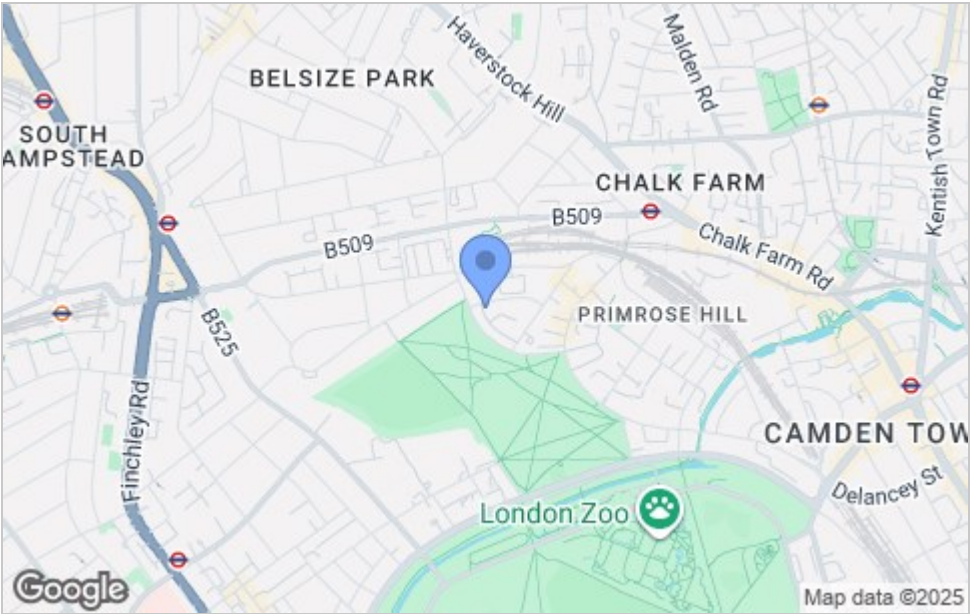 BELSIZE PARK
Haverstock Hill
Malden Rd
Kentish Town Rd
SOUTH
AMPSTEAD
CHALK FARM
B509
B509
Chalk Farm Rd
PRIMROSE HILL
B525
Finchley Rd
CAMDEN TOW
Delancey St
London Zoo
Google
Map data ©2025